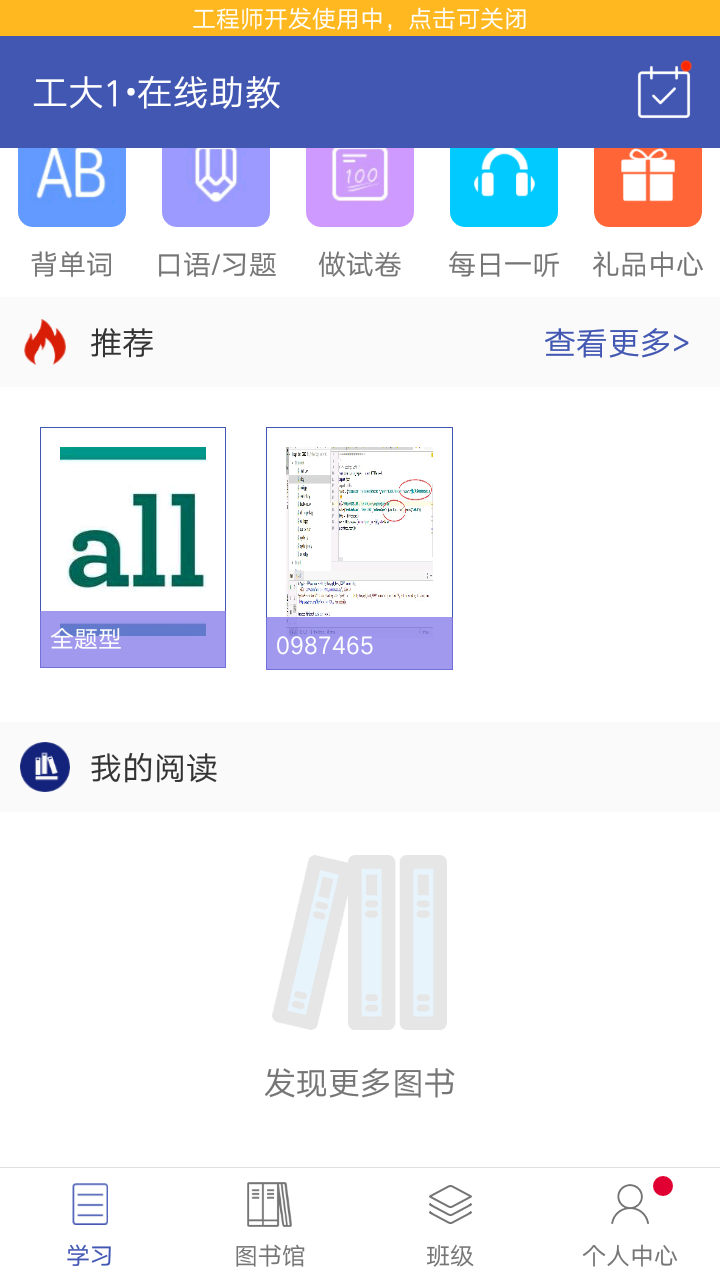 工程师开发使用中，点击可关闭
工大1•在线助教
AB
100
背单词
口语/习题
做试卷
每日一听
礼品中心
推荐
查看更多>
all
全题型
0987465
我的阅读
发现更多图书
学习
图书馆
班级
个人中心